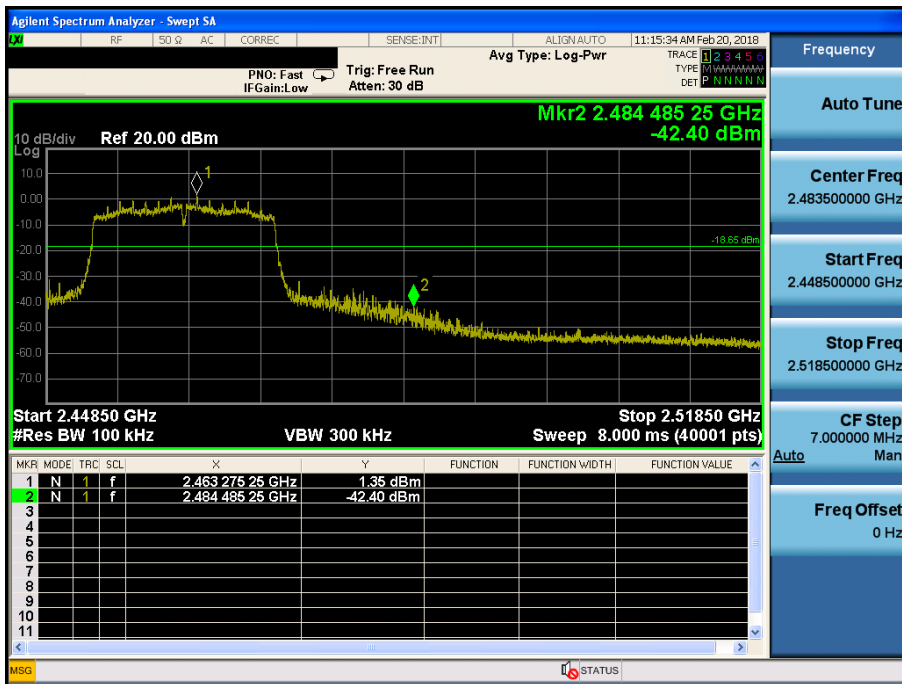 Agilent Spectrum Analyzer - Swept SA
LXI RF 50 Ω AC CORREC SENSE:INT ALIGNAUTO 11:15:34 AM Feb 20, 2018
PNO: Fast
IFGain:Low
Trig: Free Run
Atten: 30 dB
Avg Type: Log-Pwr
TRACE 1 2 3 4 5 6
TYPE M
DET P N N N N N
Mkr2 2.484 485 25 GHz
-42.40 dBm
10 dB/div Ref 20.00 dBm
Log
10.0
0.00
-10.0
-20.0
-30.0
-40.0
-50.0
-60.0
-70.0
1
2
-18.65 dBm
Start 2.44850 GHz Stop 2.51850 GHz
#Res BW 100 kHz VBW 300 kHz Sweep 8.000 ms (40001 pts)
MKR MODE TRC SCL X Y FUNCTION FUNCTION WIDTH FUNCTION VALUE
1 N 1 f 2.463 275 25 GHz 1.35 dBm
2 N 1 f 2.484 485 25 GHz -42.40 dBm
3
4
5
6
7
8
9
10
11
MSG STATUS
Frequency
Auto Tune
Center Freq
2.483500000 GHz
Start Freq
2.448500000 GHz
Stop Freq
2.518500000 GHz
CF Step
7.000000 MHz
Auto Man
Freq Offset
0 Hz